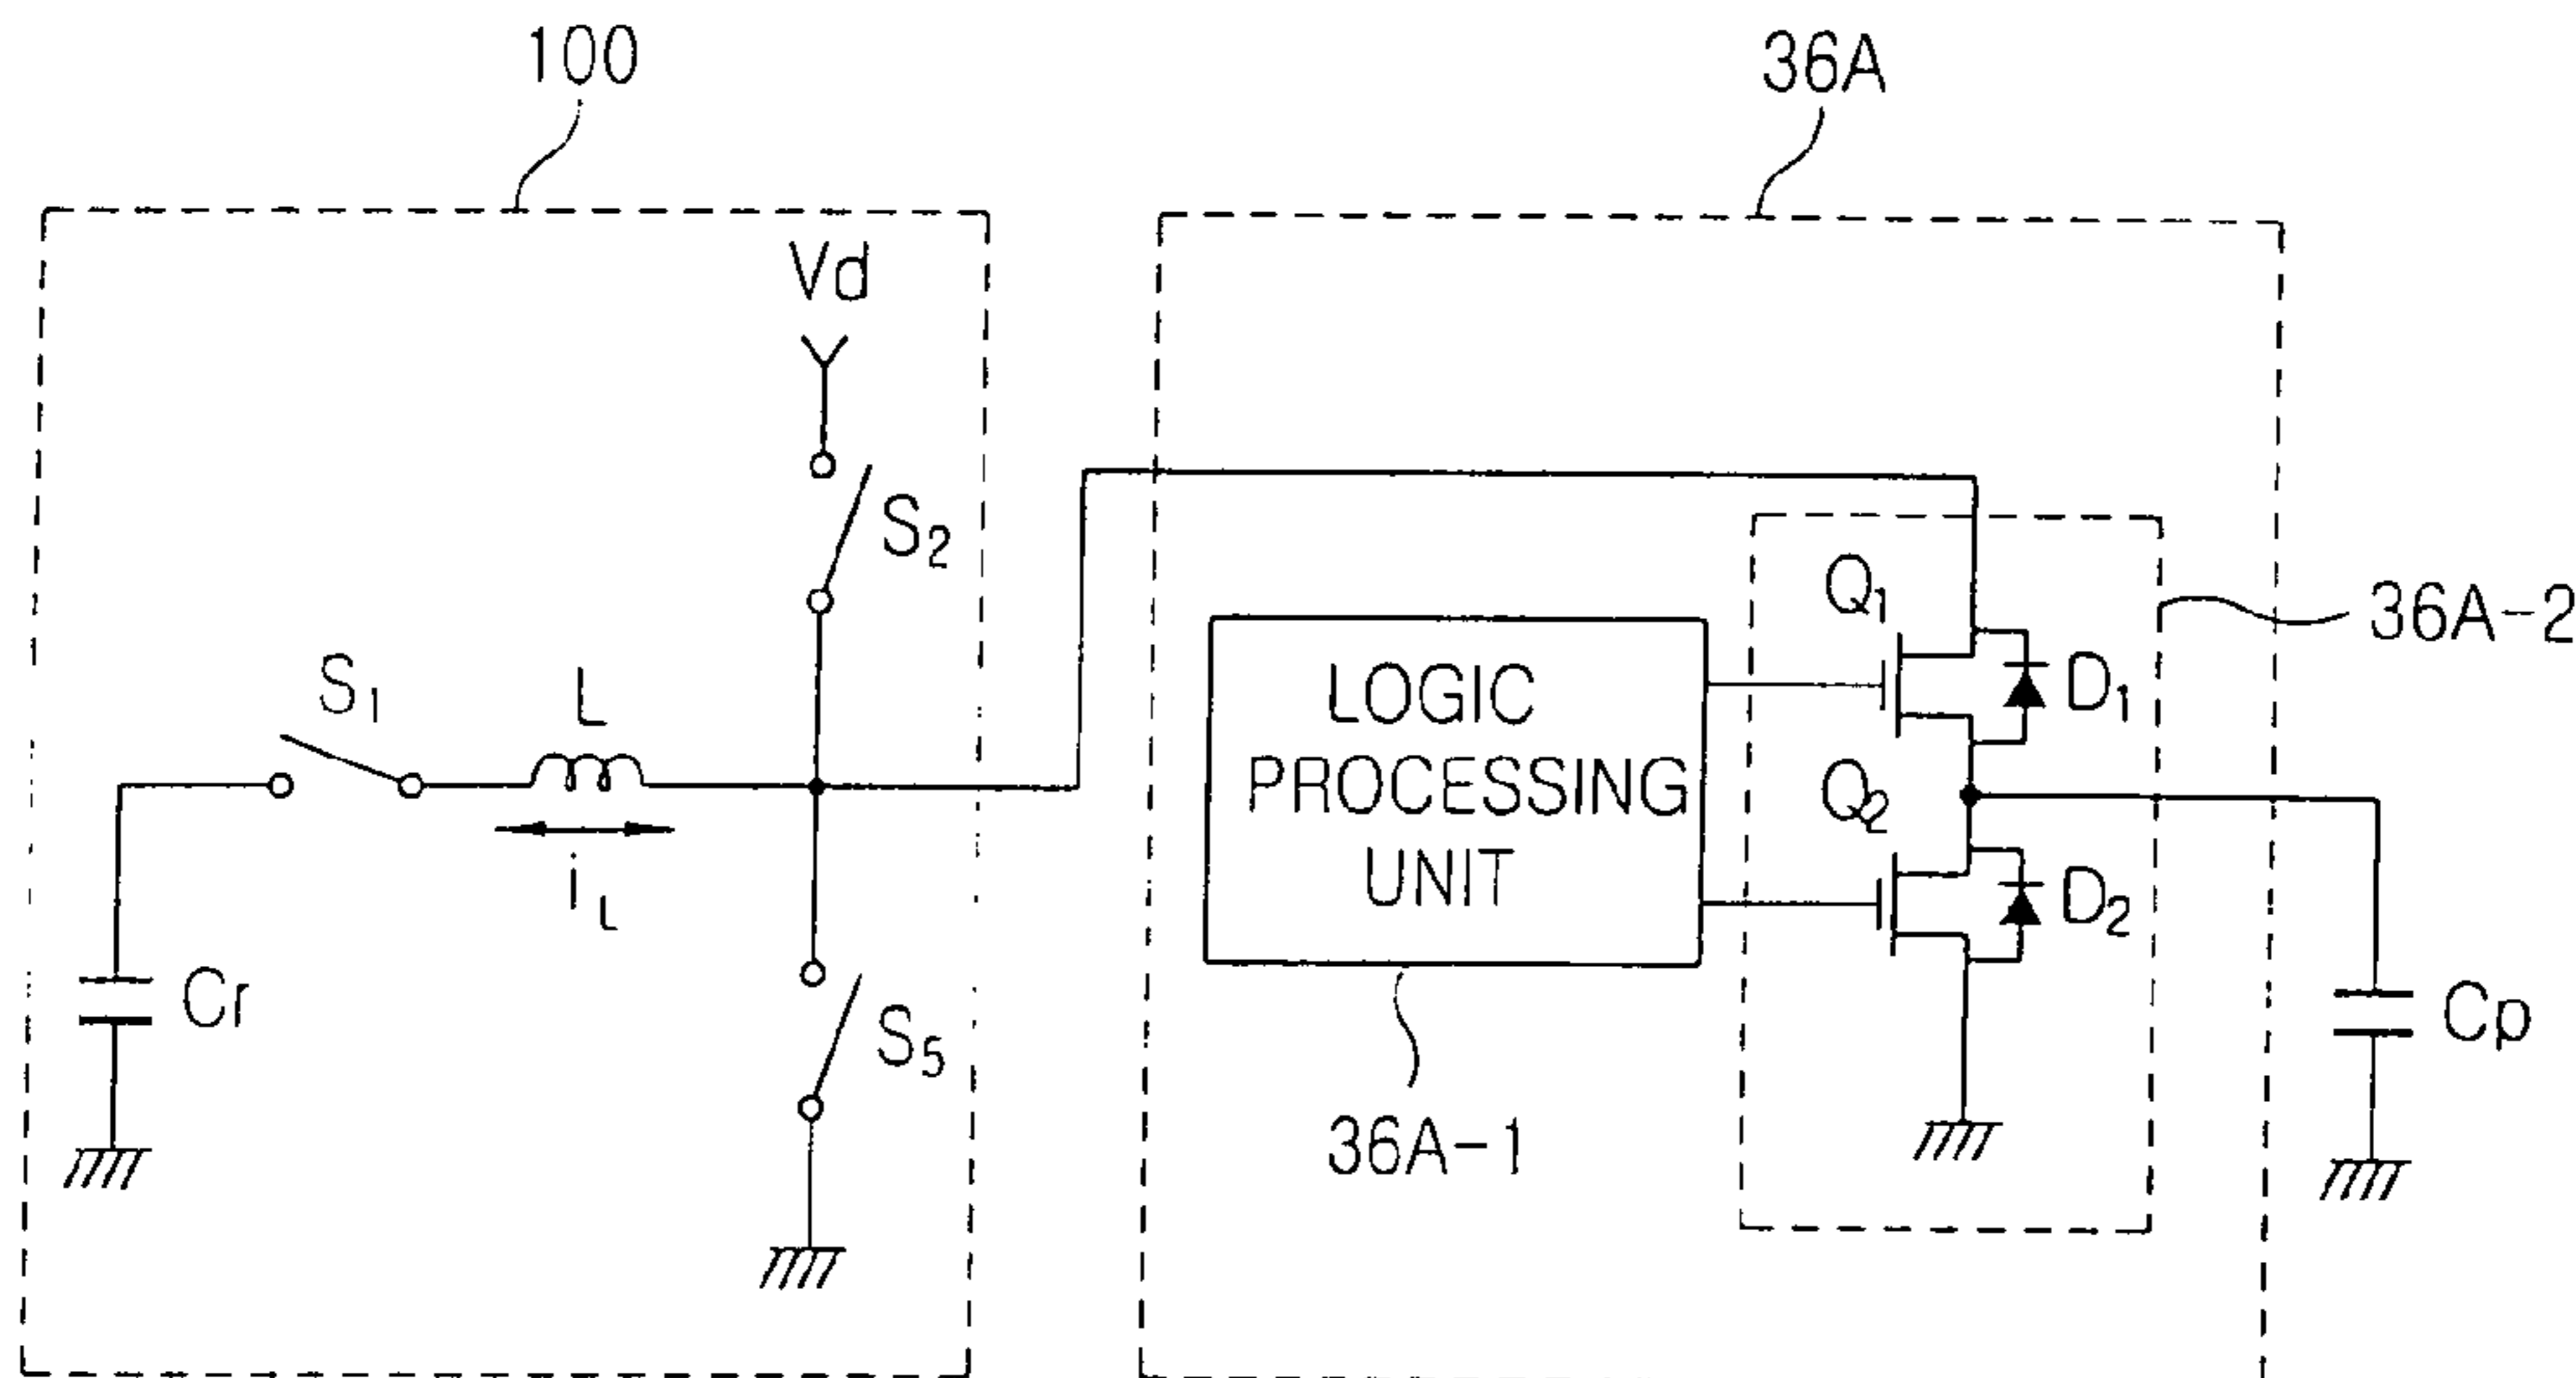 100
36A
Vd
S2
Q1
36A-2
S1
L
LOGIC
PROCESSING
UNIT
D1
Q2
iL
D2
Cr
S5
Cp
36A-1